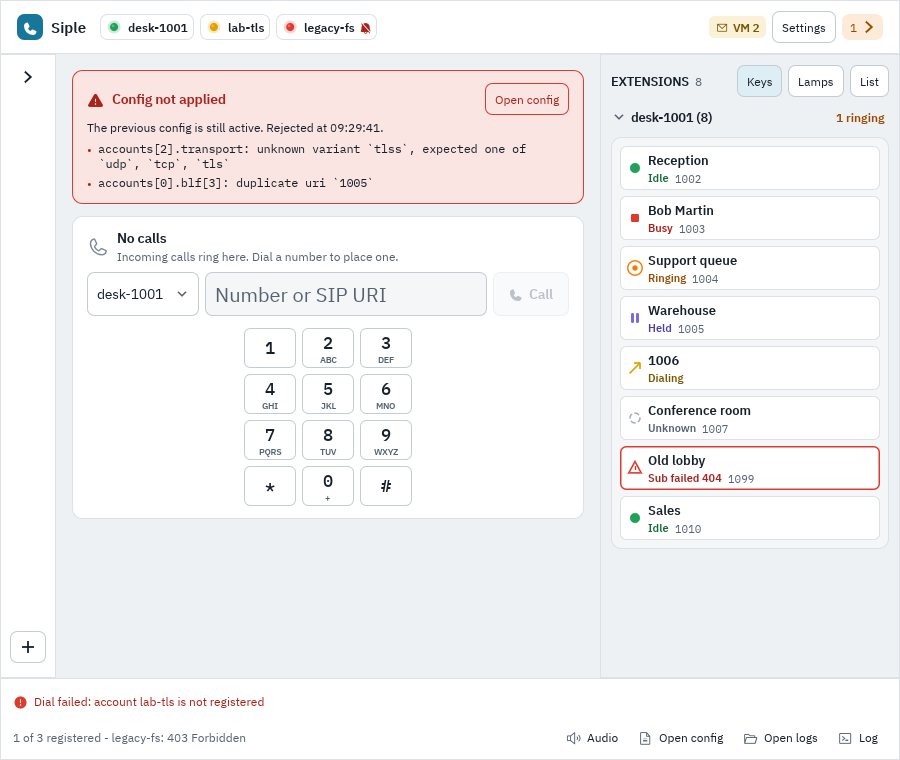 Siple
desk-1001
lab-tls
legacy-fs
VM 2
Settings
1
Config not applied
Open config
The previous config is still active. Rejected at 09:29:41.
• accounts[2].transport: unknown variant `tlss`, expected one of
`udp`, `tcp`, `tls`
• accounts[0].blf[3]: duplicate uri `1005`
No calls
Incoming calls ring here. Dial a number to place one.
desk-1001
Number or SIP URI
Call
1
2
3
ABC
DEF
4
5
6
GHI
JKL
MNO
7
8
9
PQRS
TUV
WXYZ
*
0
#
+
EXTENSIONS 8
Keys
Lamps
List
desk-1001 (8)
1 ringing
Reception
Idle 1002
Bob Martin
Busy 1003
Support queue
Ringing 1004
Warehouse
Held 1005
1006
Dialing
Conference room
Unknown 1007
Old lobby
Sub failed 404 1099
Sales
Idle 1010
Dial failed: account lab-tls is not registered
1 of 3 registered - legacy-fs: 403 Forbidden
Audio
Open config
Open logs
Log